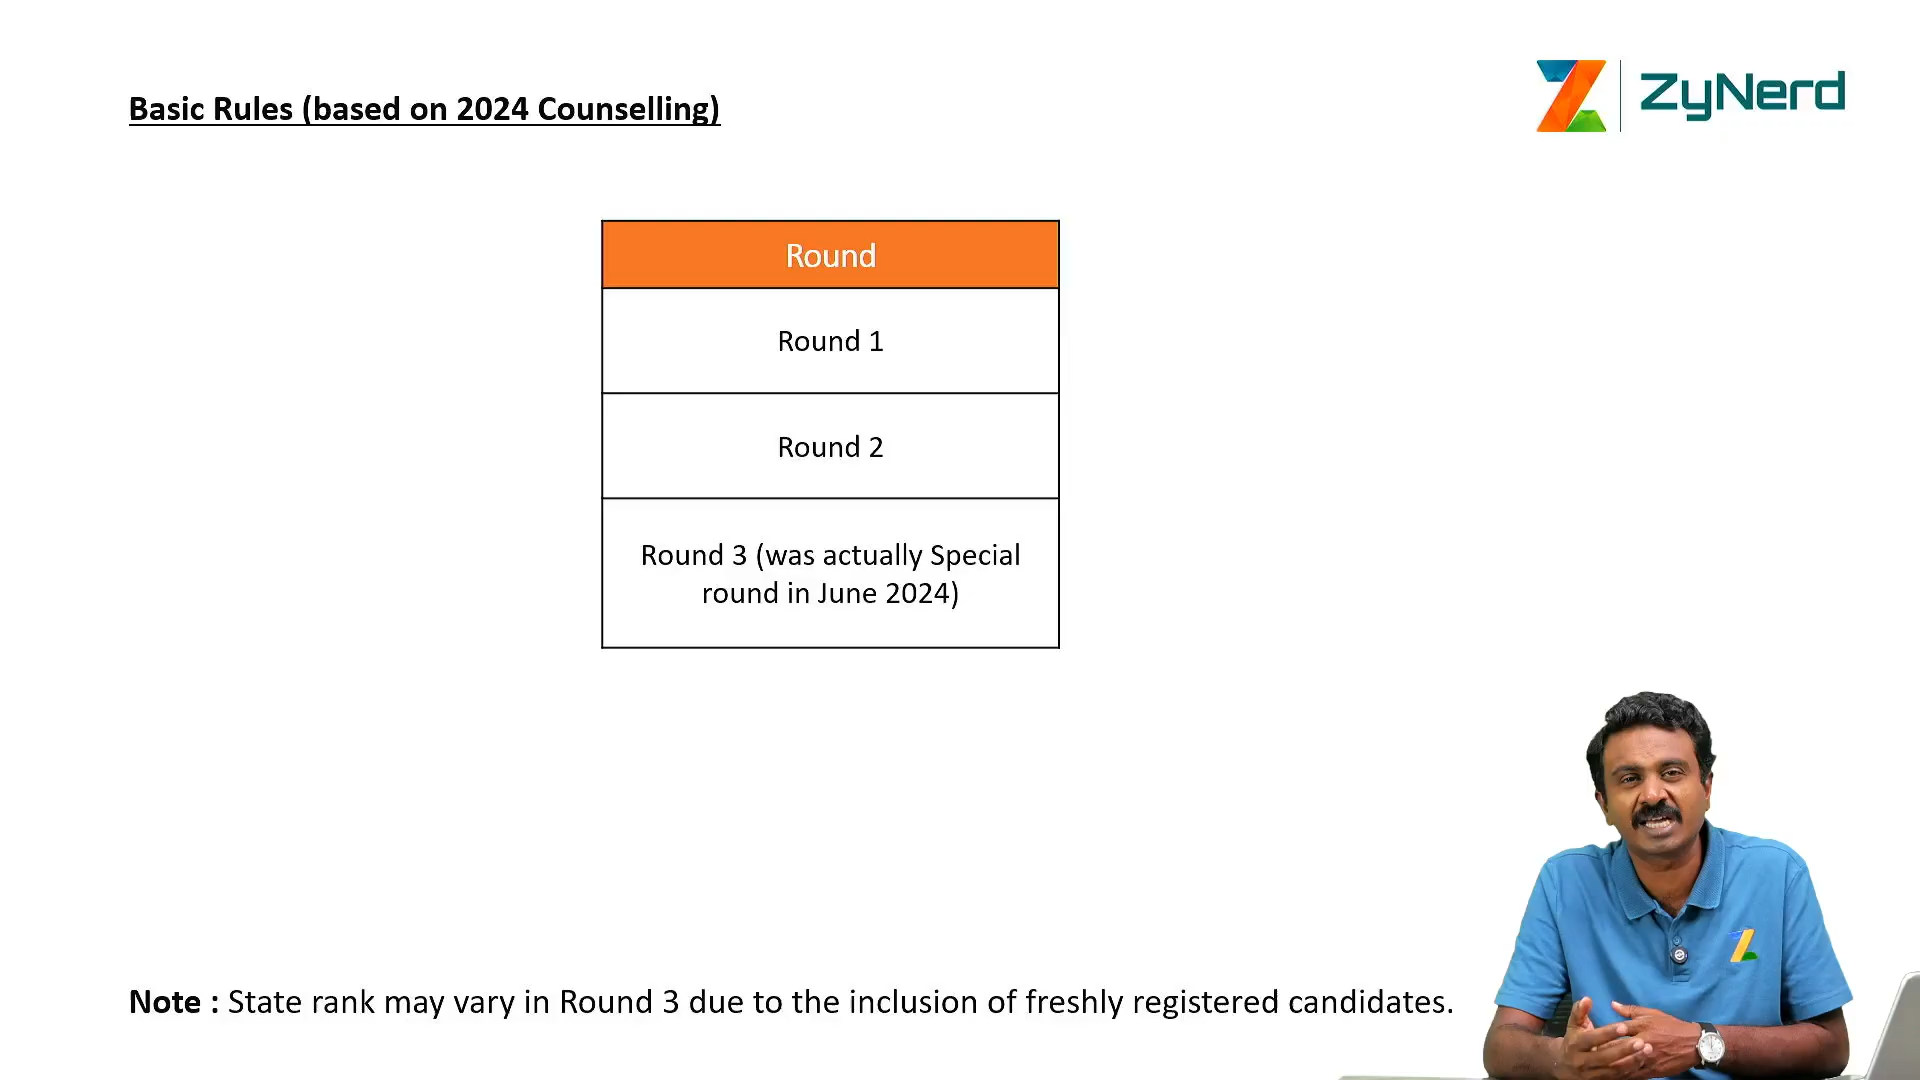 Basic Rules (based on 2024 Counselling)
ZyNerd
Round
Round 1
Round 2
Round 3 (was actually Special
round in June 2024)
Note : State rank may vary in Round 3 due to the inclusion of freshly registered candidates.